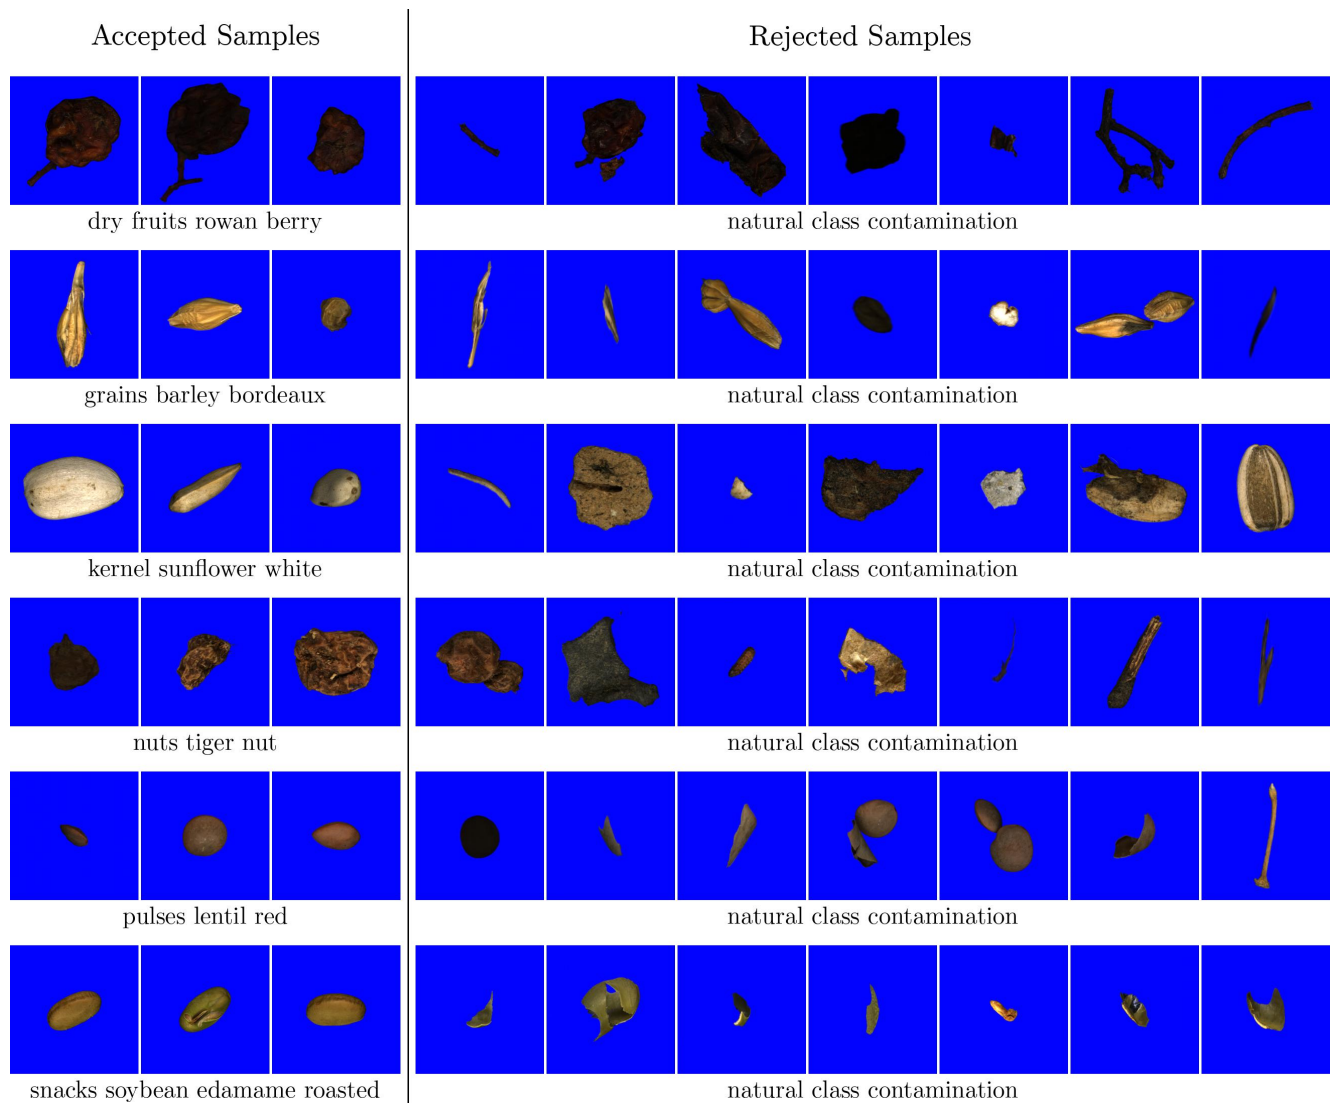 Accepted Samples
Rejected Samples
dry fruits rowan berry
natural class contamination
grains barley bordeaux
natural class contamination
kernel sunflower white
natural class contamination
nuts tiger nut
natural class contamination
pulses lentil red
natural class contamination
snacks soybean edamame roasted
natural class contamination